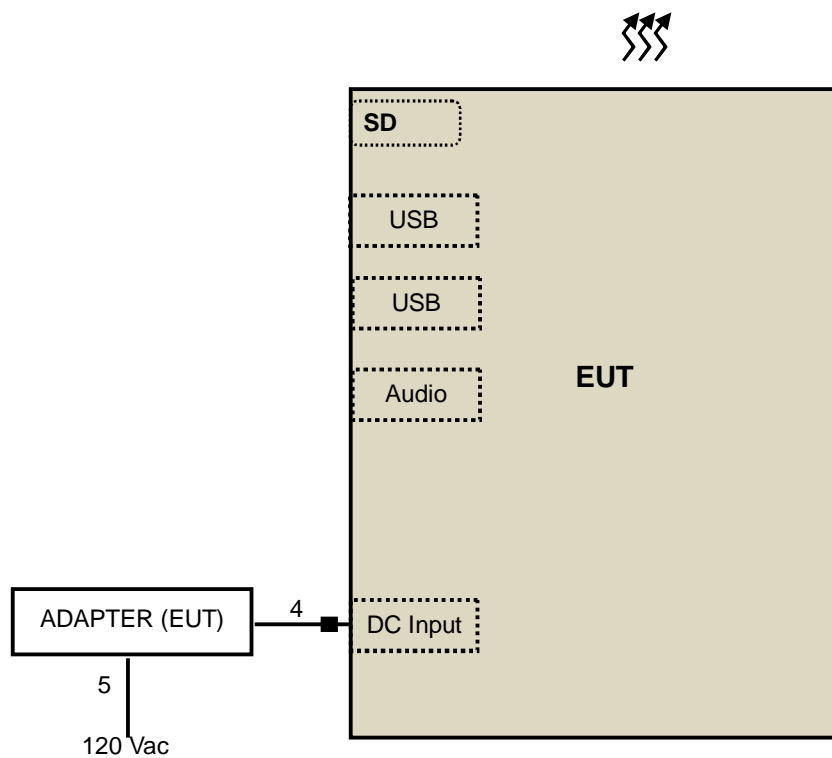 SD
USB
USB
Audio
EUT
ADAPTER (EUT)
4
DC Input
5
120 Vac